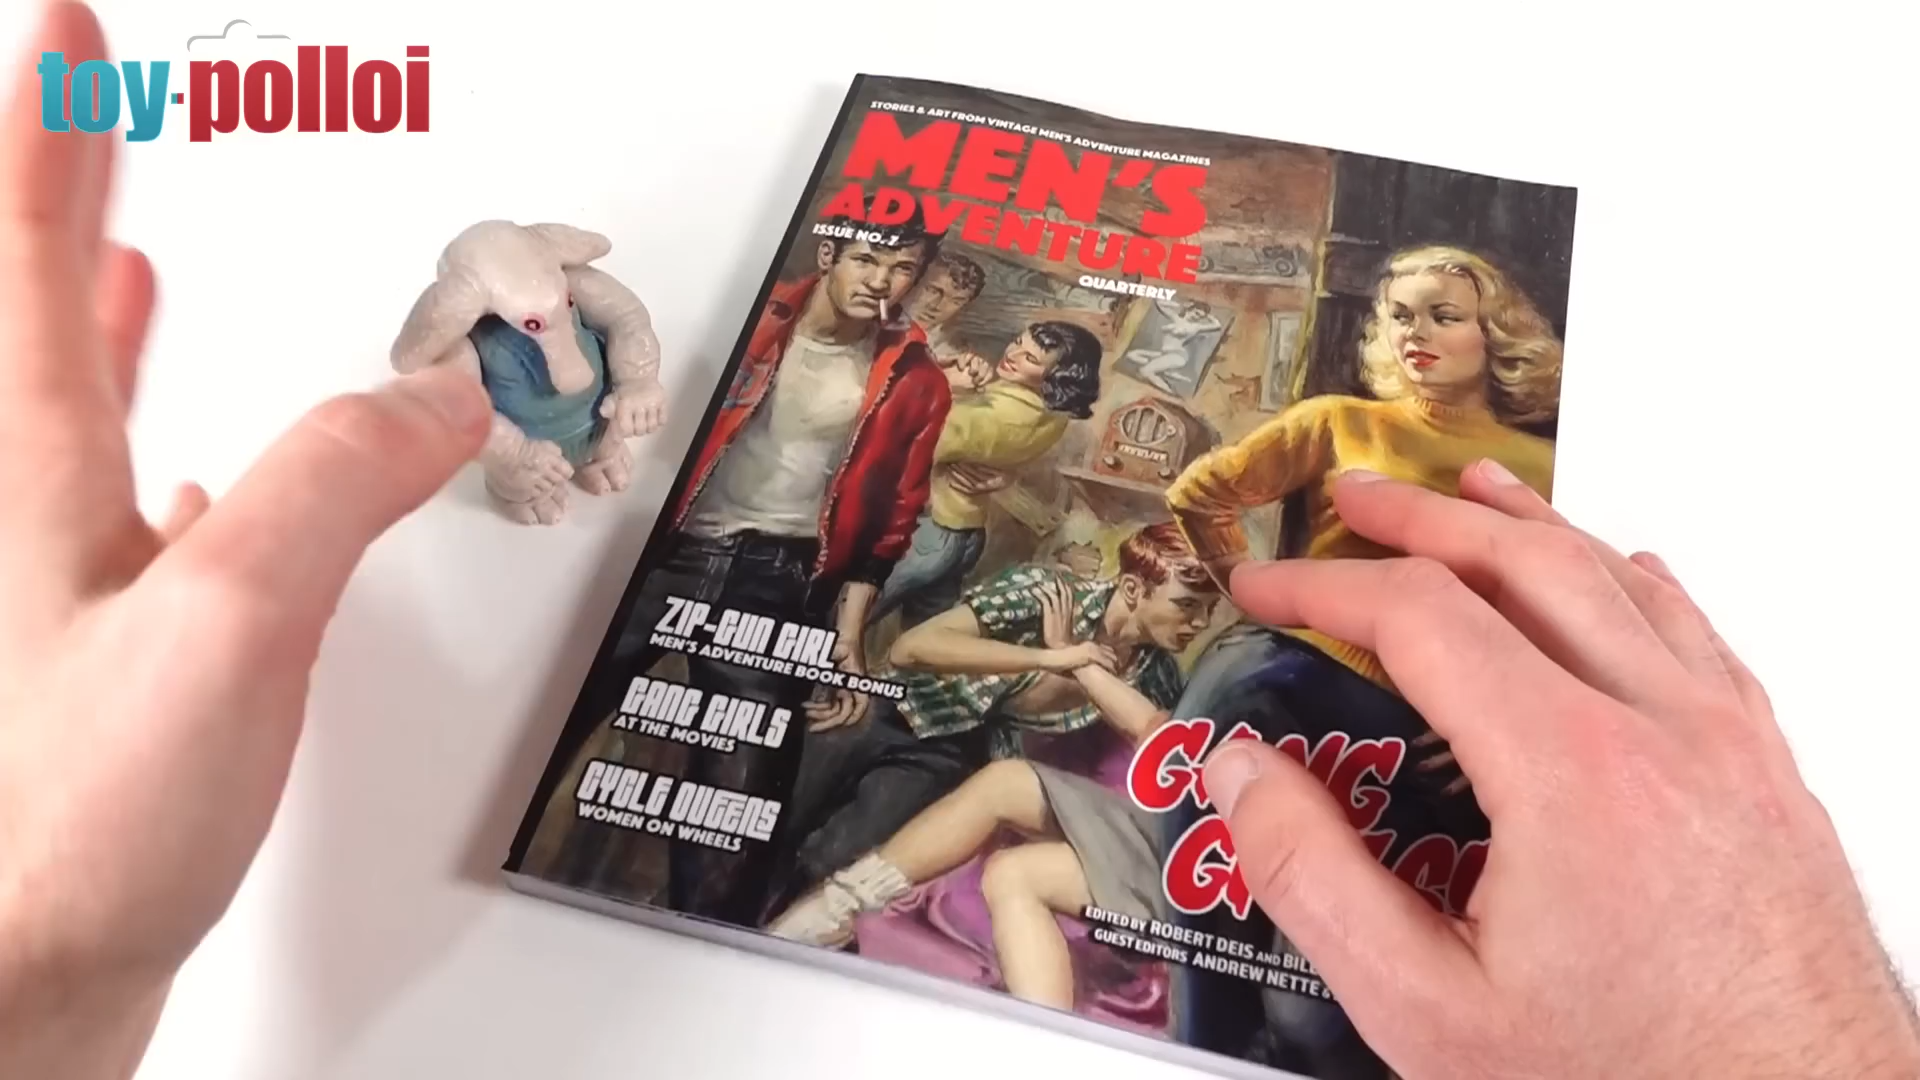 toy-polloi
STORIES & ART FROM VINTAGE MEN'S ADVENTURE MAGAZINES
MEN'S
ADVENTURE
QUARTERLY
ISSUE NO. 7
ZIP-GUN GIRL
MEN'S ADVENTURE BOOK BONUS
GANG GIRLS
AT THE MOVIES
CYCLE QUEENS
WOMEN ON WHEELS
GANG
EDITED BY ROBERT DEIS AND BILL
GUEST EDITORS ANDREW NETTE &